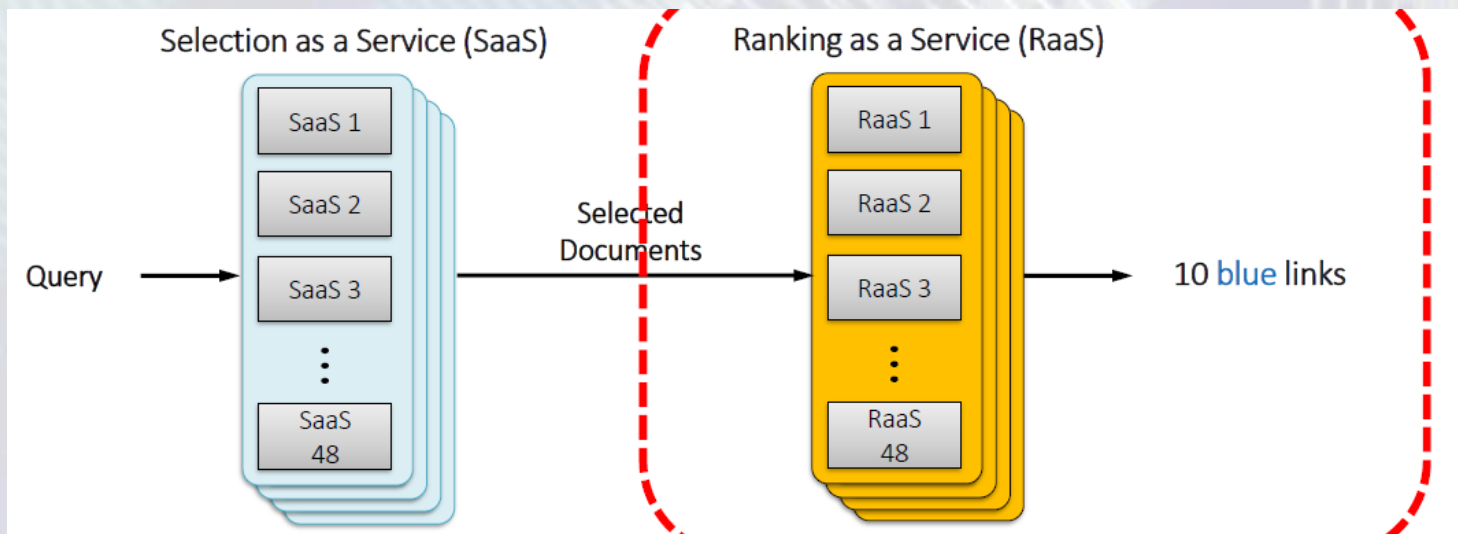 Selection as a Service (SaaS)
Ranking as a Service (RaaS)
SaaS 1
SaaS 2
SaaS 3
SaaS
48
Query
Selected
Documents
RaaS 1
RaaS 2
RaaS 3
RaaS
48
10 blue links